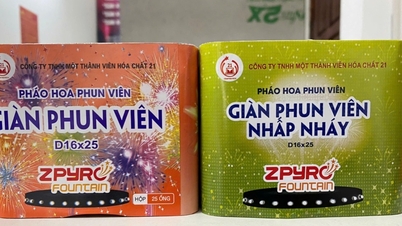 CÔNG TY TNHH MỘT THÀNH VIÊN HÓA CHẤT 21
PHÁO HOA PHUN VIÊN
GIÀN PHUN VIÊN
D16x25
ZPYRO
FOUNTAIN
HỘP 25 ỐNG
CÔNG TY TNHH MỘT THÀNH VIÊN HÓA CHẤT 21
PHÁO HOA PHUN VIÊN
GIÀN PHUN VIÊN
NHẤP NHÁY
D16x25
ZPYRO
FOUNTAIN